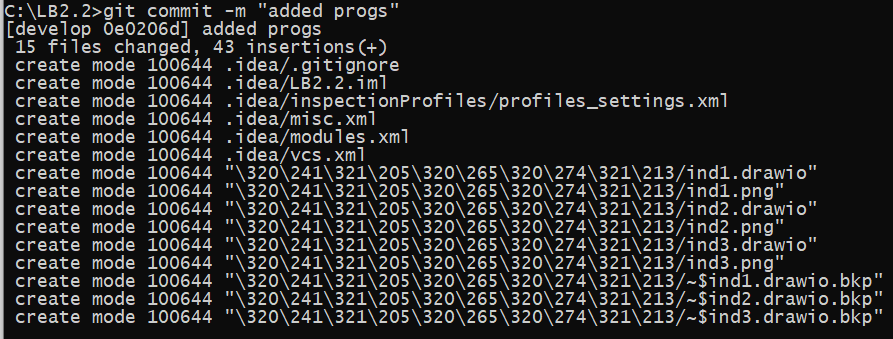 C:\LB2.2>git commit -m "added progs"
[develop 0e0206d] added progs
 15 files changed, 43 insertions(+)
 create mode 100644 .idea/.gitignore
 create mode 100644 .idea/LB2.2.iml
 create mode 100644 .idea/inspectionProfiles/profiles_settings.xml
 create mode 100644 .idea/misc.xml
 create mode 100644 .idea/modules.xml
 create mode 100644 .idea/vcs.xml
 create mode 100644 "\320\241\321\205\320\265\320\274\321\213/ind1.drawio"
 create mode 100644 "\320\241\321\205\320\265\320\274\321\213/ind1.png"
 create mode 100644 "\320\241\321\205\320\265\320\274\321\213/ind2.drawio"
 create mode 100644 "\320\241\321\205\320\265\320\274\321\213/ind2.png"
 create mode 100644 "\320\241\321\205\320\265\320\274\321\213/ind3.drawio"
 create mode 100644 "\320\241\321\205\320\265\320\274\321\213/ind3.png"
 create mode 100644 "\320\241\321\205\320\265\320\274\321\213/~$ind1.drawio.bkp"
 create mode 100644 "\320\241\321\205\320\265\320\274\321\213/~$ind2.drawio.bkp"
 create mode 100644 "\320\241\321\205\320\265\320\274\321\213/~$ind3.drawio.bkp"